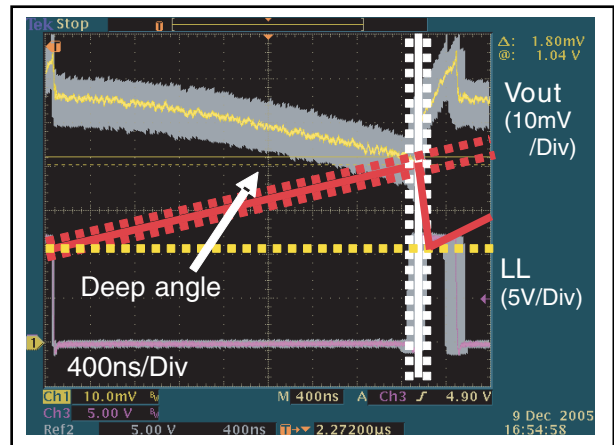 Tek Stop
Δ: 1.80mV
@: 1.04 V
Vout
(10mV
/Div)
Deep angle
LL
(5V/Div)
1
400ns/Div
Ch1 10.0mV M 400ns A Ch3 4.90 V
Ch3 5.00 V
Ref2 5.00 V 400ns T 2.27200μs
9 Dec 2005
16:54:58